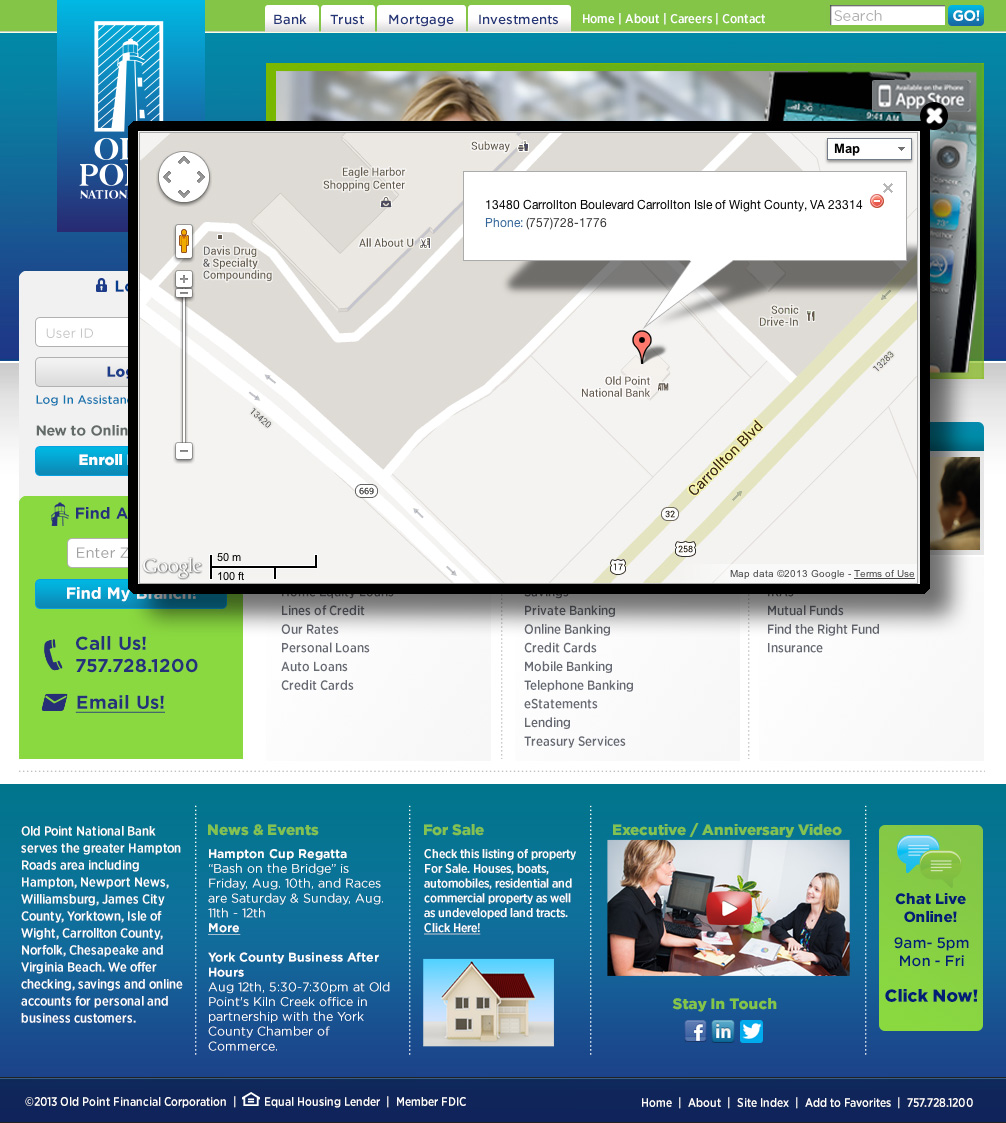 Bank
Trust
Mortgage
Investments
Home | About | Careers | Contact
Search
GO!
Available on the iPhone
App Store
3G
9:41 AM
NATION
Subway
Map
Eagle Harbor
Shopping Center
13480 Carrollton Boulevard Carrollton Isle of Wight County, VA 23314
Phone: (757)728-1776
All About U
Davis Drug
& Specialty
Compounding
Sonic
Drive-In
13283
Old Point
National Bank
ATM
13420
Carrollton Blvd
669
32
258
17
Google
50 m
100 ft
Map data ©2013 Google - Terms of Use
User ID
Log In
New to
Enroll
Find
Enter
Find My Branch!
Call Us!
757.728.1200
Email Us!
Home Equity Loans
Lines of Credit
Our Rates
Personal Loans
Auto Loans
Credit Cards
Savings
Private Banking
Online Banking
Credit Cards
Mobile Banking
Telephone Banking
eStatements
Lending
Treasury Services
IRAs
Mutual Funds
Find the Right Fund
Insurance
Old Point National Bank
serves the greater Hampton
Roads area including
Hampton, Newport News,
Williamsburg, James City
County, Yorktown, Isle of
Wight, Carrollton County,
Norfolk, Chesapeake and
Virginia Beach. We offer
checking, savings and online
accounts for personal and
business customers.
News & Events
Hampton Cup Regatta
"Bash on the Bridge" is
Friday, Aug. 10th, and Races
are Saturday & Sunday, Aug.
11th - 12th
More
York County Business After
Hours
Aug 12th, 5:30-7:30pm at Old
Point's Kiln Creek office in
partnership with the York
County Chamber of
Commerce.
For Sale
Check this listing of property
For Sale. Houses, boats,
automobiles, residential and
commercial property as well
as undeveloped land tracts.
Click Here!
Executive / Anniversary Video
Stay In Touch
f
in
Chat Live
Online!
9am- 5pm
Mon - Fri
Click Now!
©2013 Old Point Financial Corporation | Equal Housing Lender | Member FDIC
Home | About | Site Index | Add to Favorites | 757.728.1200